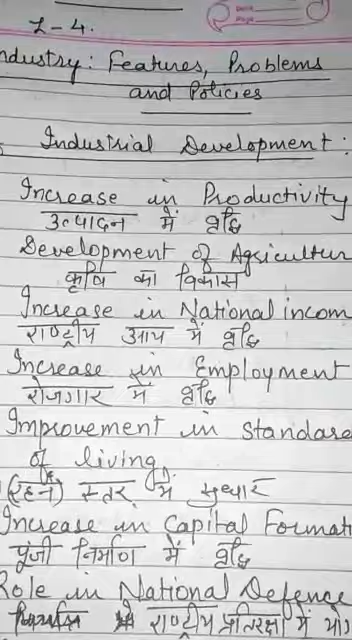 L-4.
ndustry: Features, Problems
and Policies
Industrial Development:
Increase in Productivity
उत्पादन में वृद्धि
Development of Agricultur
कृषि का विकास
Increase in National incom
राष्ट्रीय आय में वृद्धि
Increase in Employment
रोजगार में वृद्धि
Improvement in Standare
of living
(रहने) स्तर में सुधार
Increase in Capital Formati
पूंजी निर्माण में वृद्धि
Role in National Defence
राष्ट्रीय प्रतिरक्षा में यो